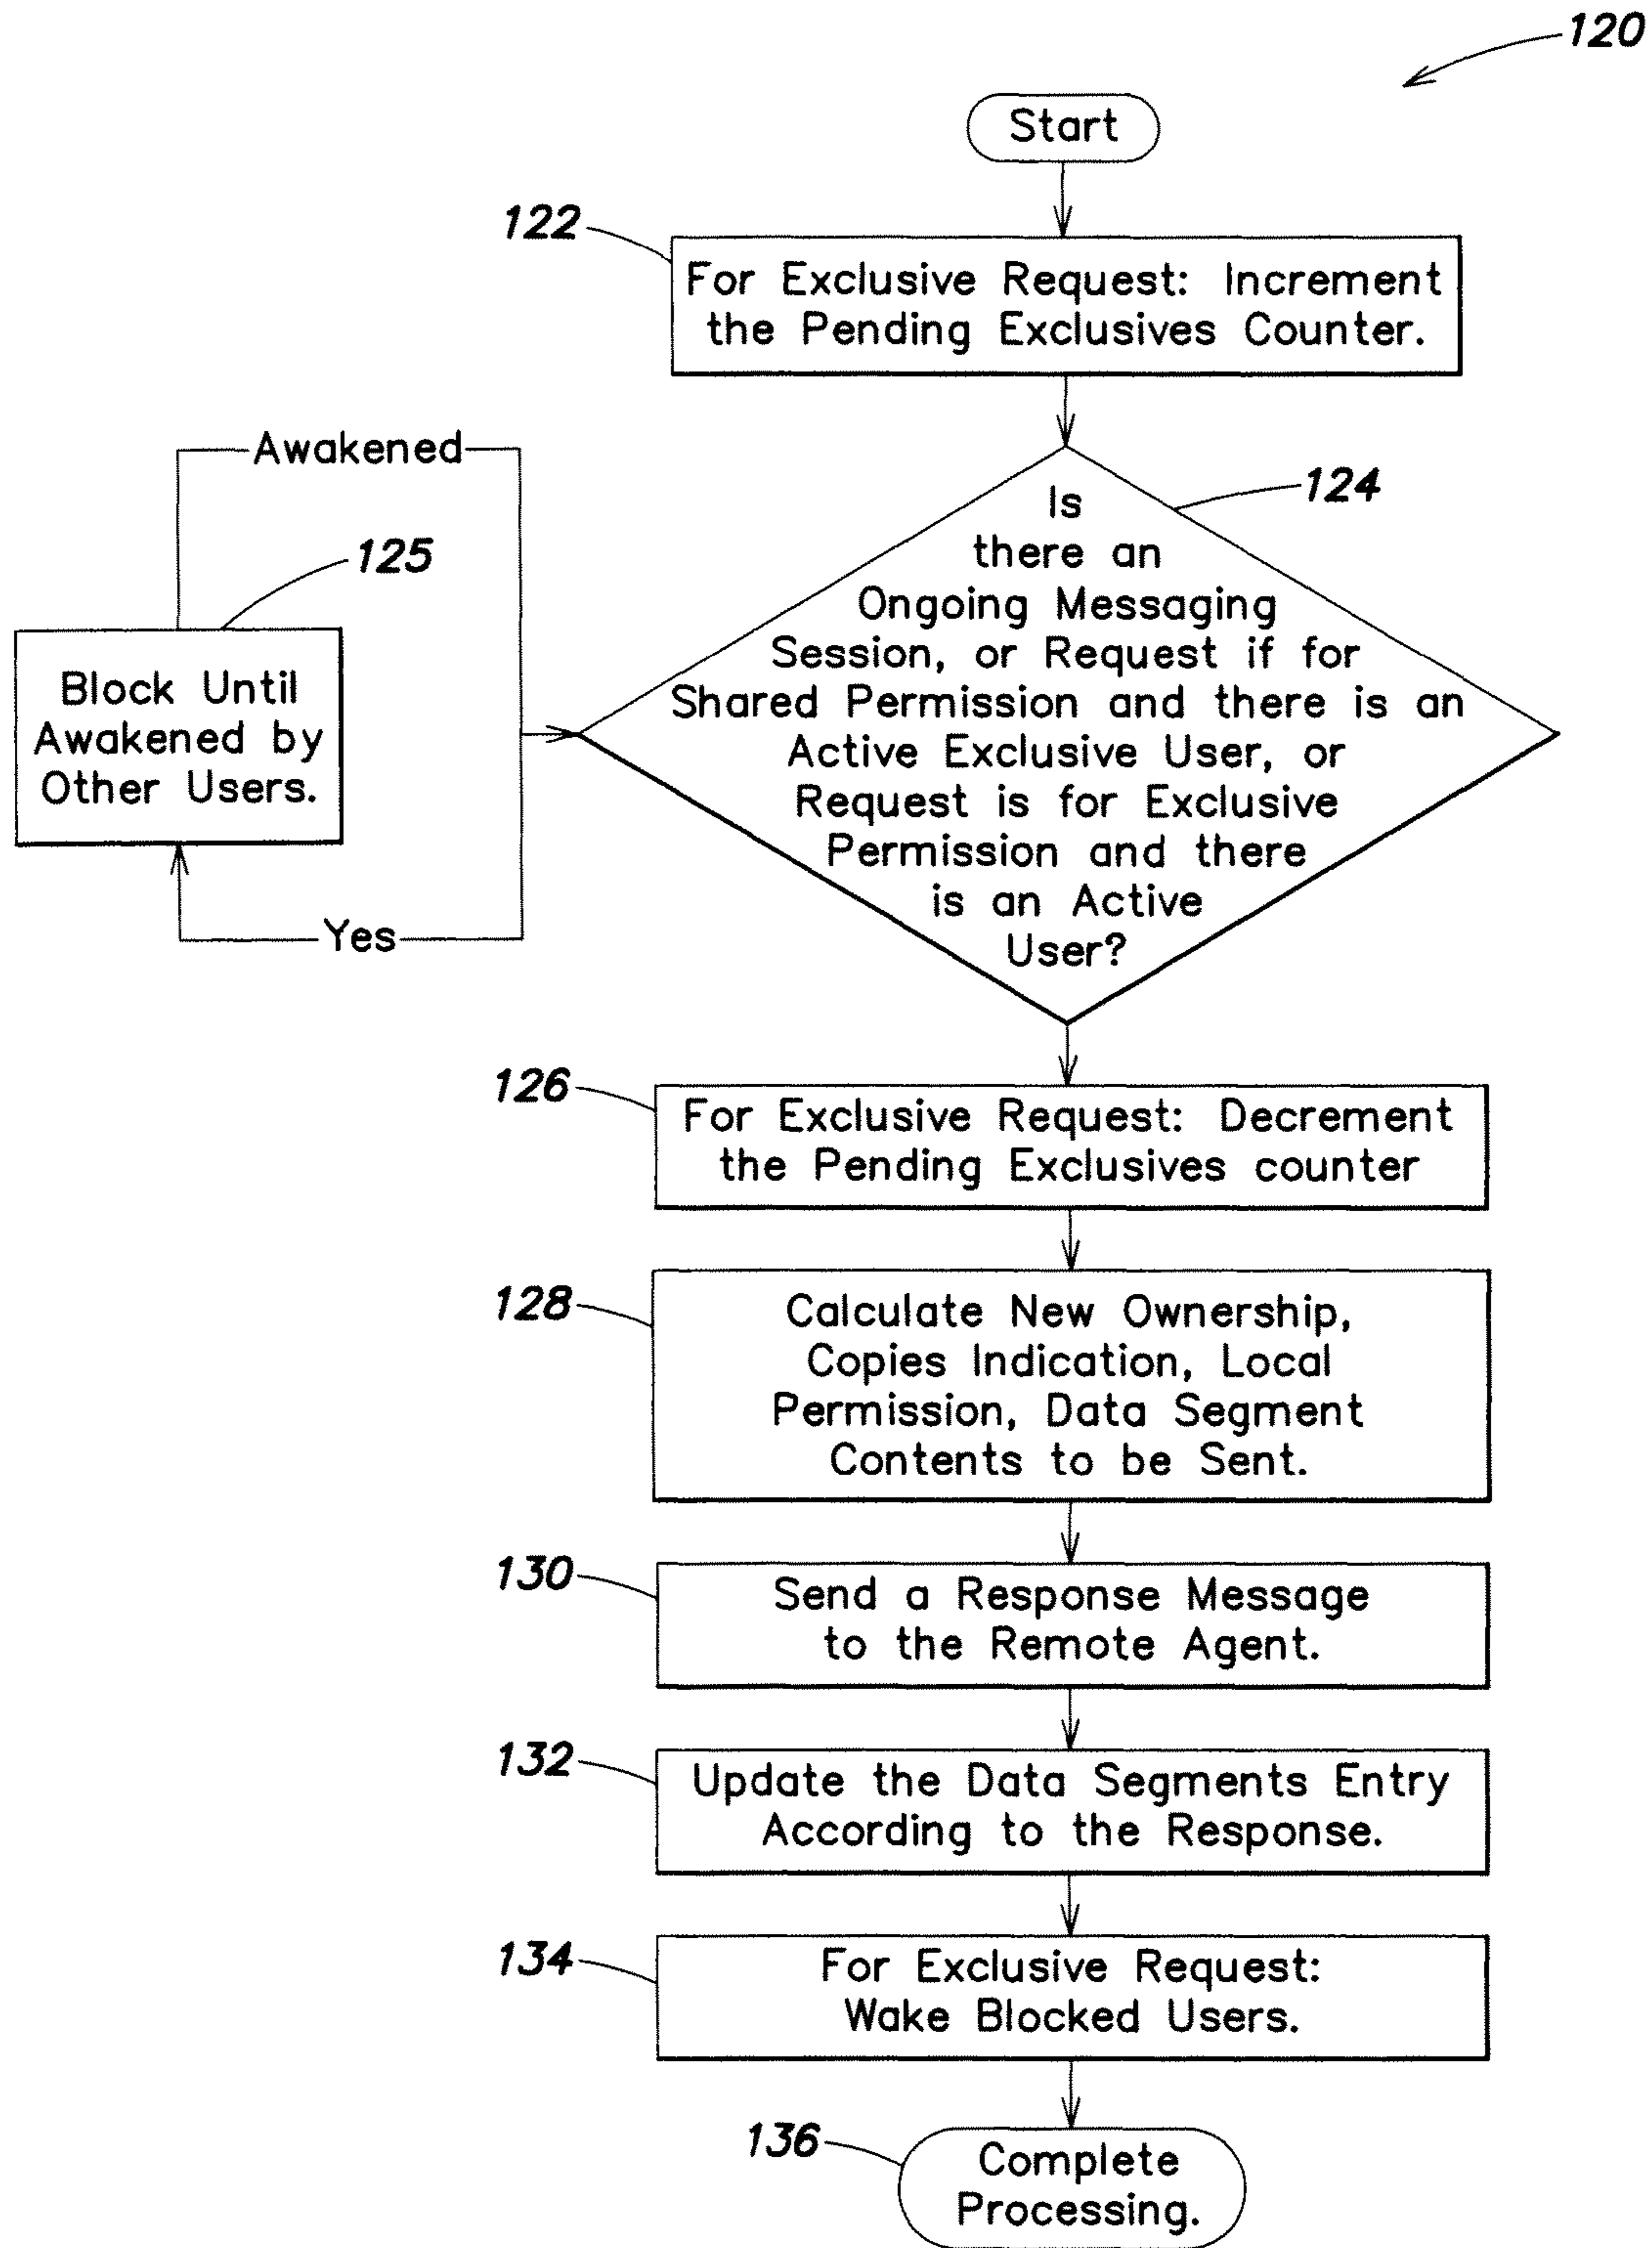 120
Start
122
For Exclusive Request: Increment
the Pending Exclusives Counter.
Awakened
124
Is
there an
Ongoing Messaging
Session, or Request if for
Shared Permission and there is an
Active Exclusive User, or
Request is for Exclusive
Permission and there
is an Active
User?
125
Block Until
Awakened by
Other Users.
Yes
126
For Exclusive Request: Decrement
the Pending Exclusives counter
128
Calculate New Ownership,
Copies Indication, Local
Permission, Data Segment
Contents to be Sent.
130
Send a Response Message
to the Remote Agent.
132
Update the Data Segments Entry
According to the Response.
134
For Exclusive Request:
Wake Blocked Users.
136
Complete
Processing.